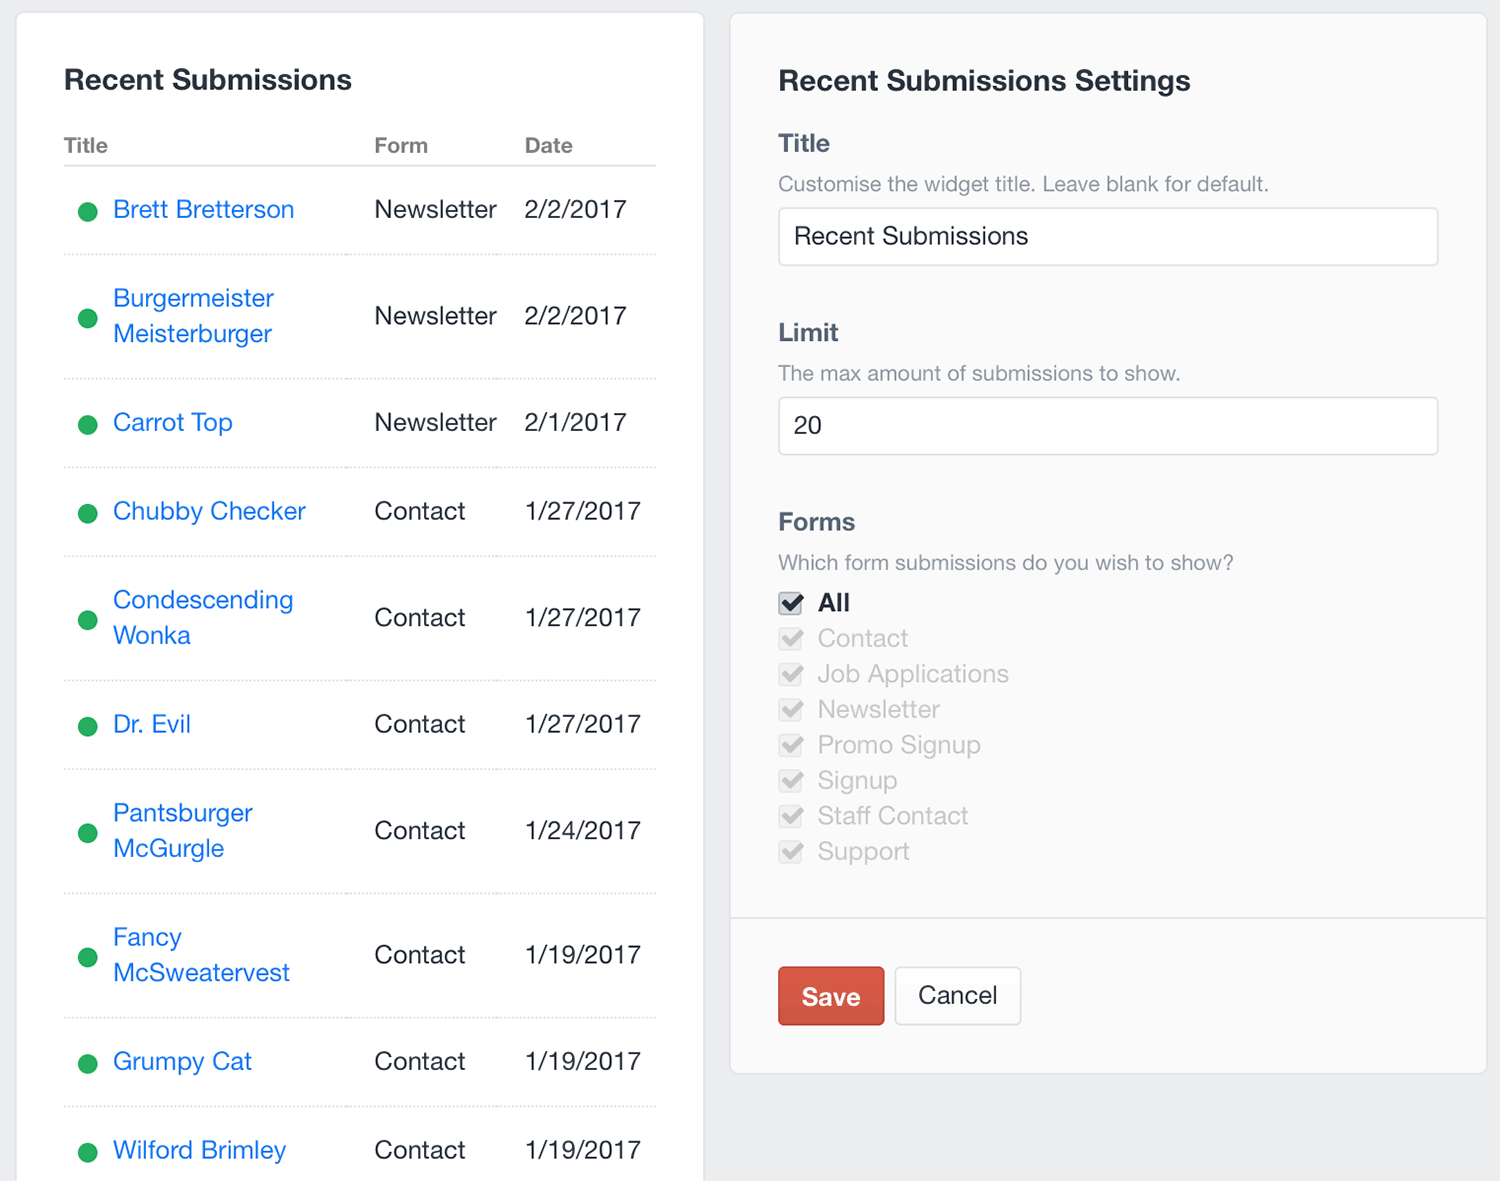 Recent Submissions
Title Form Date
Brett Bretterson Newsletter 2/2/2017
Burgermeister
Meisterburger Newsletter 2/2/2017
Carrot Top Newsletter 2/1/2017
Chubby Checker Contact 1/27/2017
Condescending
Wonka Contact 1/27/2017
Dr. Evil Contact 1/27/2017
Pantsburger
McGurgle Contact 1/24/2017
Fancy
McSweatervest Contact 1/19/2017
Grumpy Cat Contact 1/19/2017
Wilford Brimley Contact 1/19/2017
Recent Submissions Settings
Title
Customise the widget title. Leave blank for default.
Recent Submissions
Limit
The max amount of submissions to show.
20
Forms
Which form submissions do you wish to show?
All
Contact
Job Applications
Newsletter
Promo Signup
Signup
Staff Contact
Support
Save Cancel